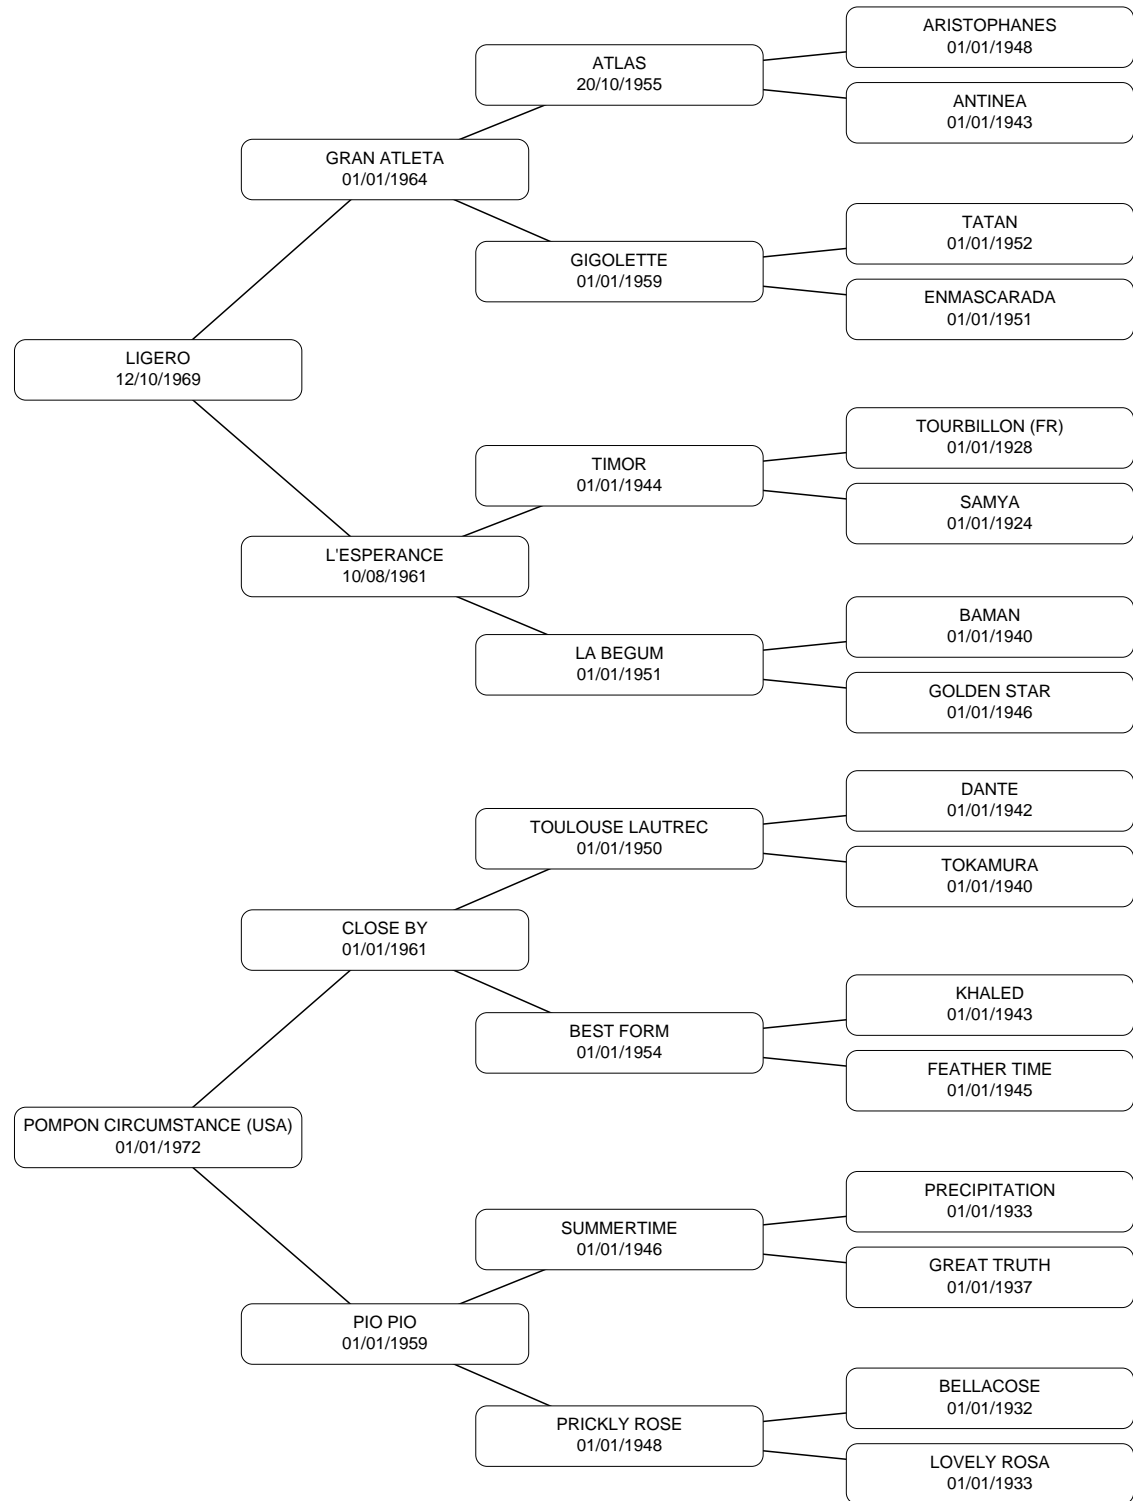 ARISTOPHANES
01/01/1948
ATLAS
20/10/1955
ANTINEA
01/01/1943
GRAN ATLETA
01/01/1964
TATAN
01/01/1952
GIGOLETTE
01/01/1959
ENMASCARADA
01/01/1951
LIGERO
12/10/1969
TOURBILLON (FR)
01/01/1928
TIMOR
01/01/1944
SAMYA
01/01/1924
L'ESPERANCE
10/08/1961
BAMAN
01/01/1940
LA BEGUM
01/01/1951
GOLDEN STAR
01/01/1946
DANTE
01/01/1942
TOULOUSE LAUTREC
01/01/1950
TOKAMURA
01/01/1940
CLOSE BY
01/01/1961
KHALED
01/01/1943
BEST FORM
01/01/1954
FEATHER TIME
01/01/1945
POMPON CIRCUMSTANCE (USA)
01/01/1972
PRECIPITATION
01/01/1933
SUMMERTIME
01/01/1946
GREAT TRUTH
01/01/1937
PIO PIO
01/01/1959
BELLACOSE
01/01/1932
PRICKLY ROSE
01/01/1948
LOVELY ROSA
01/01/1933